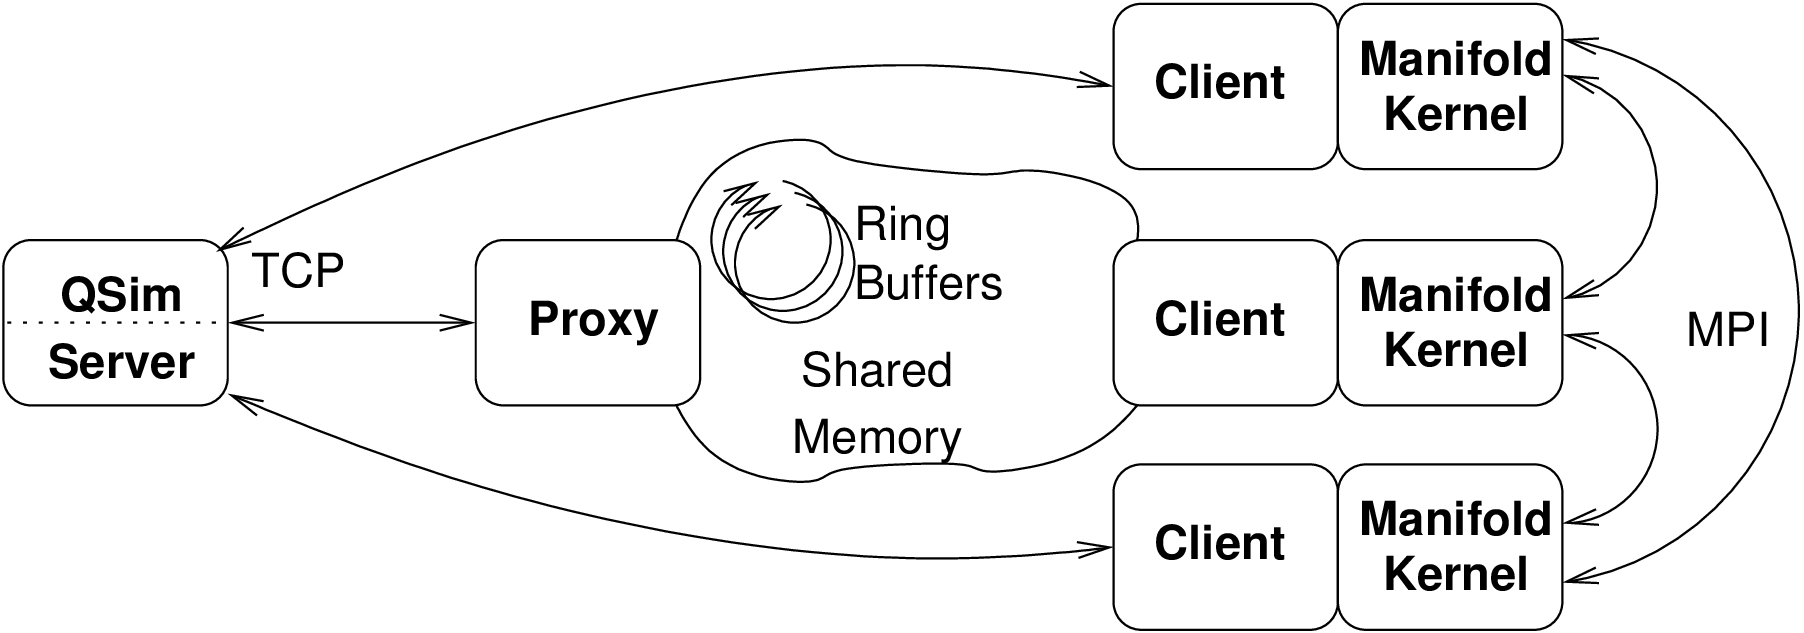 Client
Manifold
Kernel
QSim
Server
TCP
Proxy
Ring
Buffers
Shared
Memory
Client
Manifold
Kernel
MPI
Client
Manifold
Kernel